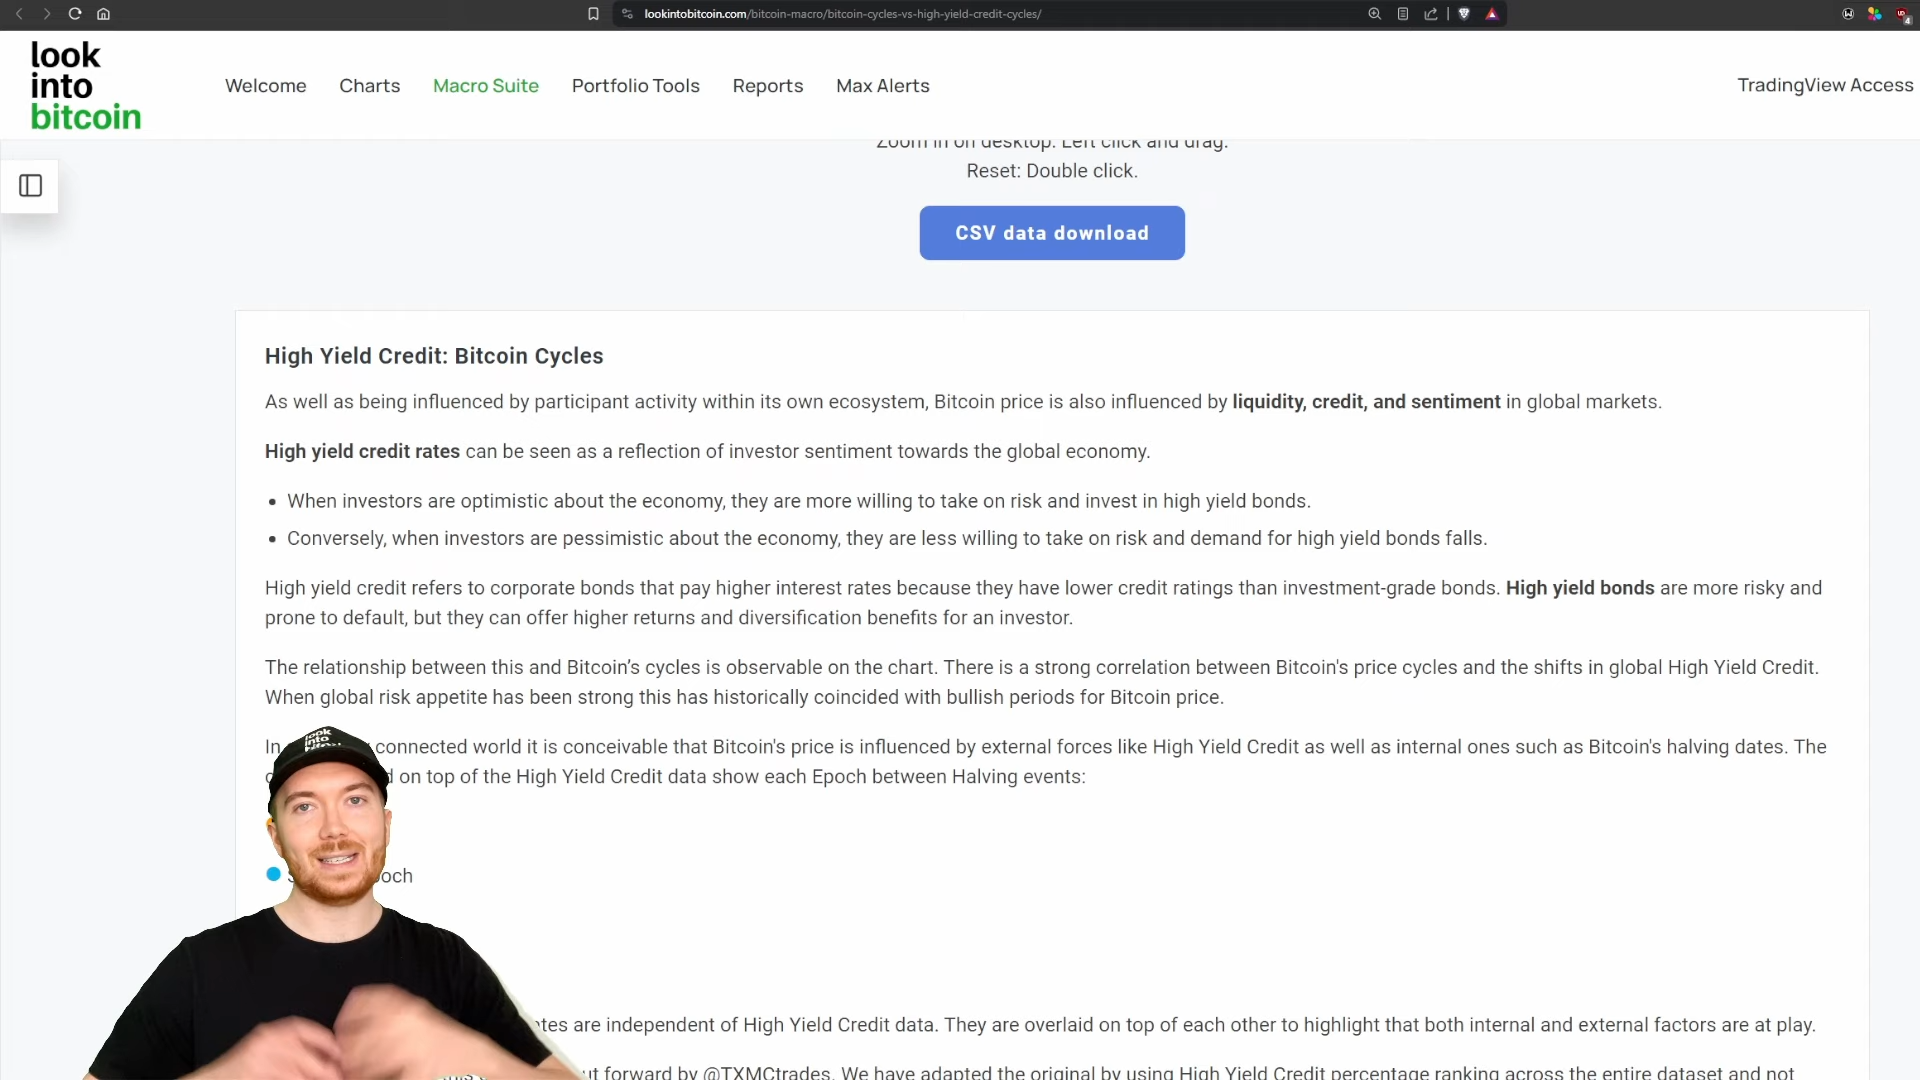 lookintobitcoin.com/bitcoin-macro/bitcoin-cycles-vs-high-yield-credit-cycles/
4
look
into
bitcoin
Welcome
Charts
Macro Suite
Portfolio Tools
Reports
Max Alerts
TradingView Access
Zoom in on desktop: Left click and drag.
Reset: Double click.
CSV data download
High Yield Credit: Bitcoin Cycles
As well as being influenced by participant activity within its own ecosystem, Bitcoin price is also influenced by liquidity, credit, and sentiment in global markets.
High yield credit rates can be seen as a reflection of investor sentiment towards the global economy.
• When investors are optimistic about the economy, they are more willing to take on risk and invest in high yield bonds.
• Conversely, when investors are pessimistic about the economy, they are less willing to take on risk and demand for high yield bonds falls.
High yield credit refers to corporate bonds that pay higher interest rates because they have lower credit ratings than investment-grade bonds. High yield bonds are more risky and
prone to default, but they can offer higher returns and diversification benefits for an investor.
The relationship between this and Bitcoin’s cycles is observable on the chart. There is a strong correlation between Bitcoin's price cycles and the shifts in global High Yield Credit.
When global risk appetite has been strong this has historically coincided with bullish periods for Bitcoin price.
In connected world it is conceivable that Bitcoin's price is influenced by external forces like High Yield Credit as well as internal ones such as Bitcoin's halving dates. The
on top of the High Yield Credit data show each Epoch between Halving events:
look
into
are independent of High Yield Credit data. They are overlaid on top of each other to highlight that both internal and external factors are at play.
forward by @TXMCtrades. We have adapted the original by using High Yield Credit percentage ranking across the entire dataset and not